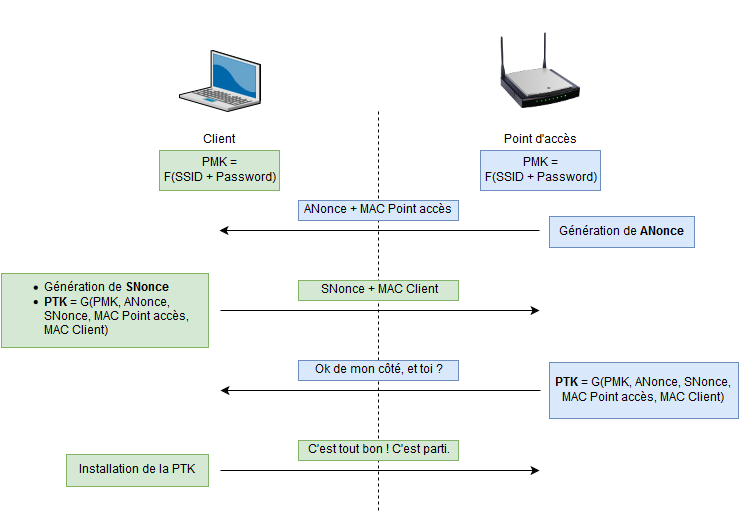 Client
Point d'accès
PMK =
F(SSID + Password)
PMK =
F(SSID + Password)
ANonce + MAC Point accès
Génération de ANonce
• Génération de SNonce
• PTK = G(PMK, ANonce,
SNonce, MAC Point accès,
MAC Client)
SNonce + MAC Client
Ok de mon côté, et toi ?
PTK = G(PMK, ANonce, SNonce,
MAC Point accès, MAC Client)
C'est tout bon ! C'est parti.
Installation de la PTK